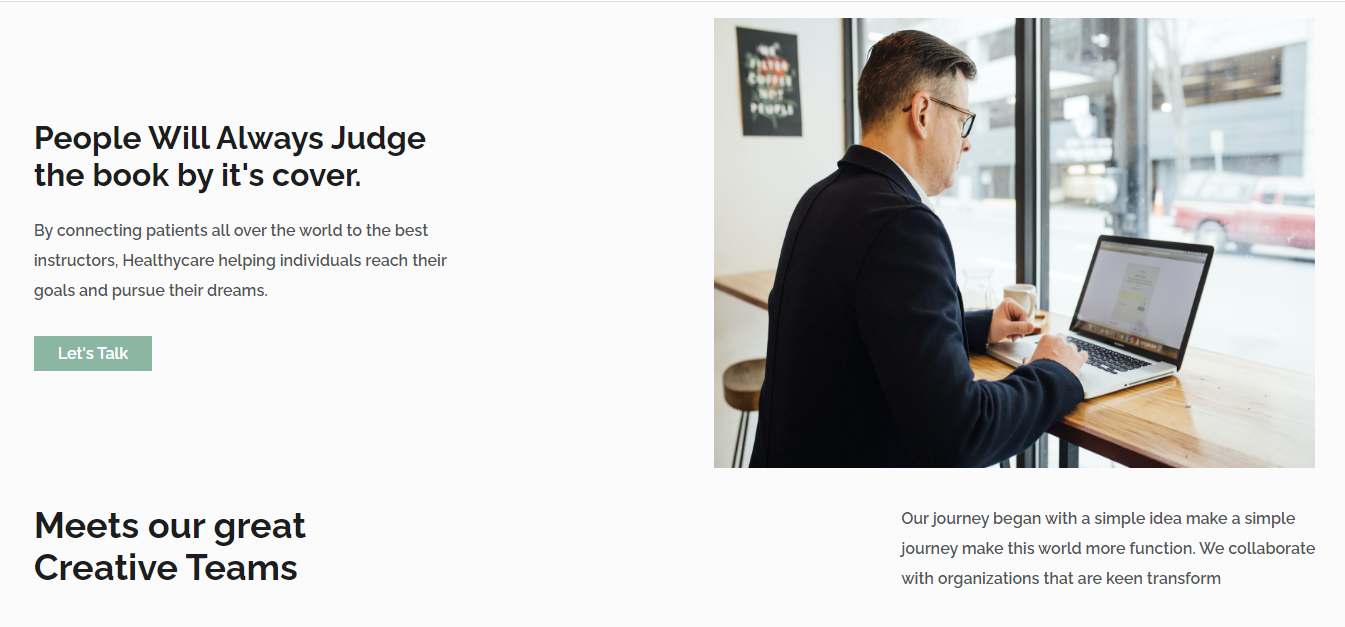 People Will Always Judge
the book by it's cover.
By connecting patients all over the world to the best
instructors, Healthycare helping individuals reach their
goals and pursue their dreams.
Let's Talk
WE
FILTER
COFFEE
NOT
PEOPLE
Meets our great
Creative Teams
Our journey began with a simple idea make a simple
journey make this world more function. We collaborate
with organizations that are keen transform